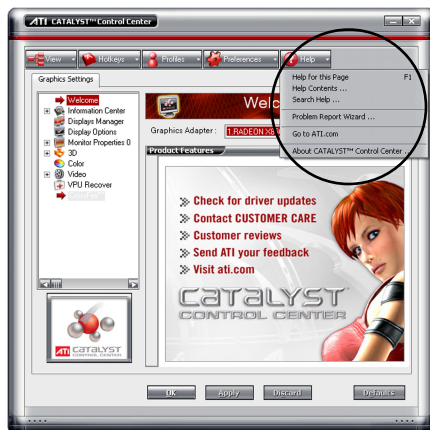 ATI CATALYST™ Control Center
View Hotkeys Profiles Preferences Help
Help for this Page F1
Help Contents ...
Search Help ...
Problem Report Wizard ...
Go to ATI.com
About CATALYST™ Control Center ...
Graphics Settings
Welcome
Information Center
Displays Manager
Display Options
Monitor Properties 0
3D
Color
Video
VPU Recover
Welc
Graphics Adapter :
1.RADEON
Product Features
Check for driver updates
Contact CUSTOMER CARE
Customer reviews
Send ATI your feedback
Visit ati.com
CATALYST
CONTROL CENTER
ATI CATALYST
CONTROL CENTER
OK Apply Discard Defaults